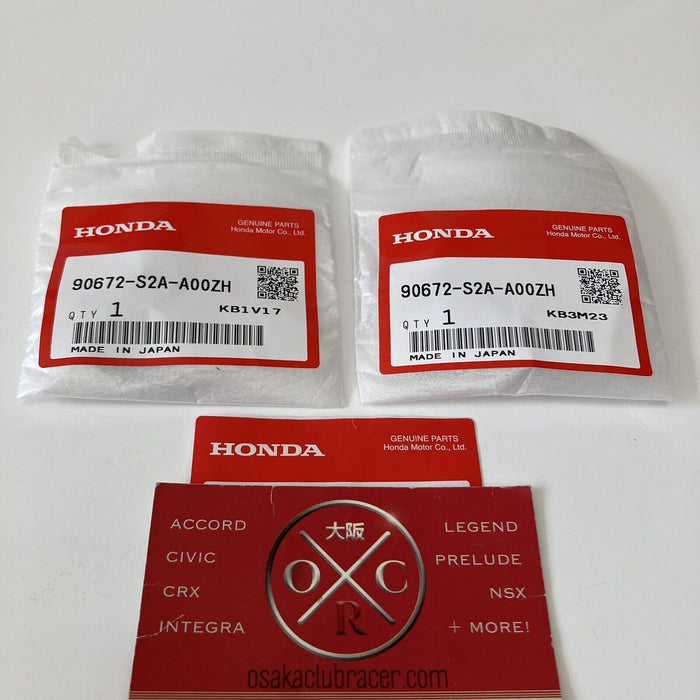 HONDA
GENUINE PARTS
Honda Motor Co., Ltd.
90672-S2A-A00ZH
QTY 1
KB1V17
MADE IN JAPAN
HONDA
GENUINE PARTS
Honda Motor Co., Ltd.
90672-S2A-A00ZH
QTY 1
KB3M23
MADE IN JAPAN
HONDA
GENUINE PARTS
Honda Motor Co., Ltd.
ACCORD
CIVIC
CRX
INTEGRA
大阪
O C
R
LEGEND
PRELUDE
NSX
+ MORE!
osakaclubracer.com